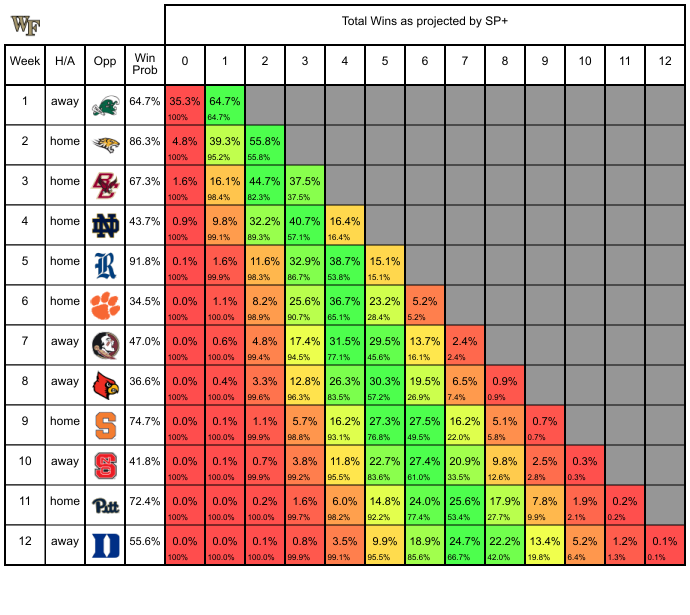 WF
Total Wins as projected by SP+
Week H/A Opp Win Prob 0 1 2 3 4 5 6 7 8 9 10 11 12
1 away 64.7% 35.3% 64.7%
100% 64.7%
2 home 86.3% 4.8% 39.3% 55.8%
100% 95.2% 55.8%
3 home BC 67.3% 1.6% 16.1% 44.7% 37.5%
100% 98.4% 82.3% 37.5%
4 home ND 43.7% 0.9% 9.8% 32.2% 40.7% 16.4%
100% 99.1% 89.3% 57.1% 16.4%
5 home R 91.8% 0.1% 1.6% 11.6% 32.9% 38.7% 15.1%
100% 99.9% 98.3% 86.7% 53.8% 15.1%
6 home 34.5% 0.0% 1.1% 8.2% 25.6% 36.7% 23.2% 5.2%
100% 100.0% 98.9% 90.7% 65.1% 28.4% 5.2%
7 away 47.0% 0.0% 0.6% 4.8% 17.4% 31.5% 29.5% 13.7% 2.4%
100% 100.0% 99.4% 94.5% 77.1% 45.6% 16.1% 2.4%
8 away 36.6% 0.0% 0.4% 3.3% 12.8% 26.3% 30.3% 19.5% 6.5% 0.9%
100% 100.0% 99.6% 96.3% 83.5% 57.2% 26.9% 7.4% 0.9%
9 home S 74.7% 0.0% 0.1% 1.1% 5.7% 16.2% 27.3% 27.5% 16.2% 5.1% 0.7%
100% 100.0% 99.9% 98.8% 93.1% 76.8% 49.5% 22.0% 5.8% 0.7%
10 away NCS 41.8% 0.0% 0.1% 0.7% 3.8% 11.8% 22.7% 27.4% 20.9% 9.8% 2.5% 0.3%
100% 100.0% 99.9% 99.2% 95.5% 83.6% 61.0% 33.5% 12.6% 2.8% 0.3%
11 home Pitt 72.4% 0.0% 0.0% 0.2% 1.6% 6.0% 14.8% 24.0% 25.6% 17.9% 7.8% 1.9% 0.2%
100% 100.0% 100.0% 99.7% 98.2% 92.2% 77.4% 53.4% 27.7% 9.9% 2.1% 0.2%
12 away D 55.6% 0.0% 0.0% 0.1% 0.8% 3.5% 9.9% 18.9% 24.7% 22.2% 13.4% 5.2% 1.2% 0.1%
100% 100.0% 100.0% 99.9% 99.1% 95.5% 85.6% 66.7% 42.0% 19.8% 6.4% 1.3% 0.1%